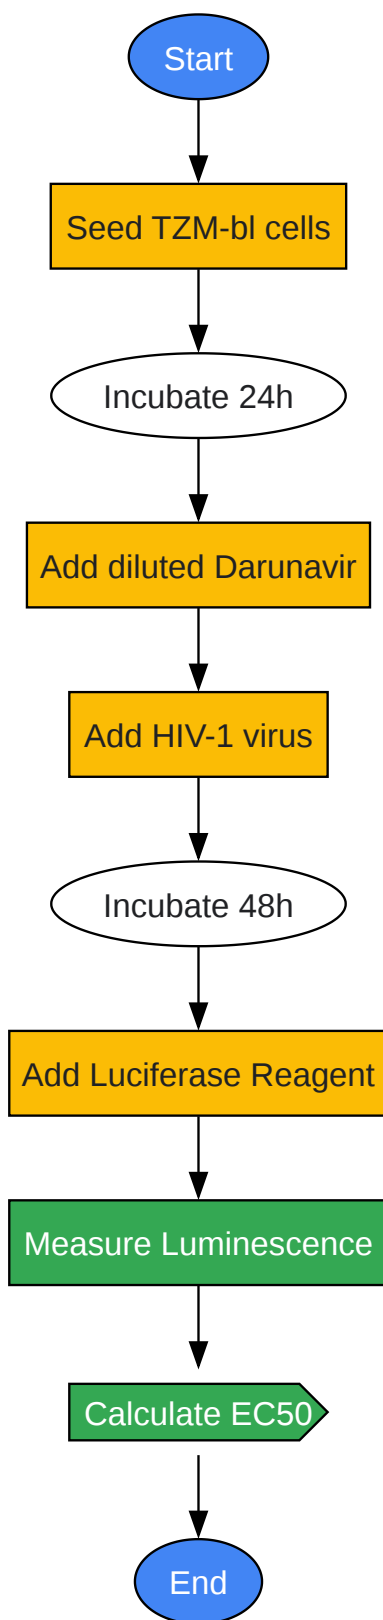 Start
Seed TZM-bl cells
Incubate 24h
Add diluted Darunavir
Add HIV-1 virus
Incubate 48h
Add Luciferase Reagent
Measure Luminescence
Calculate EC50
End